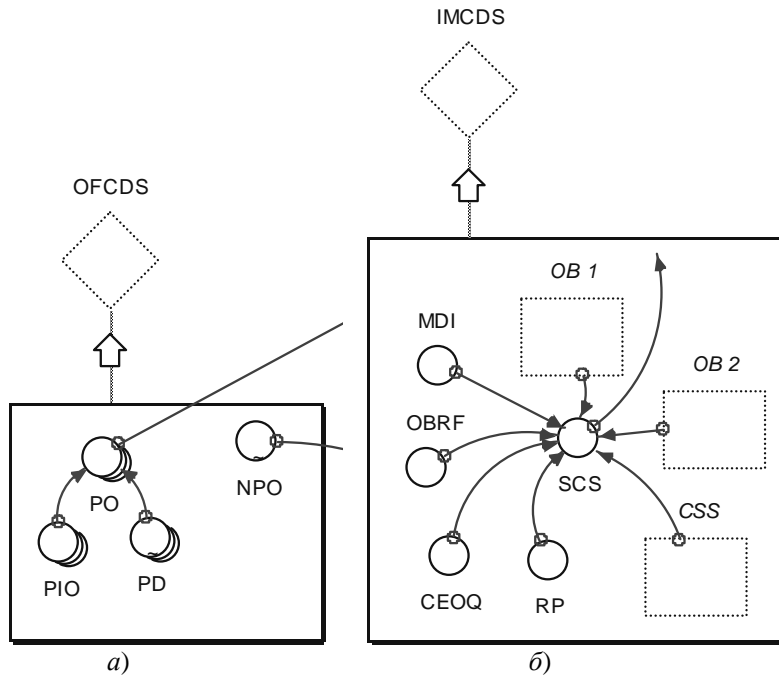 OFCDS
PO
NPO
PIO
PD
а)
IMCDS
OB 1
MDI
OB 2
OBRF
SCS
CSS
CEOQ
RP
б)